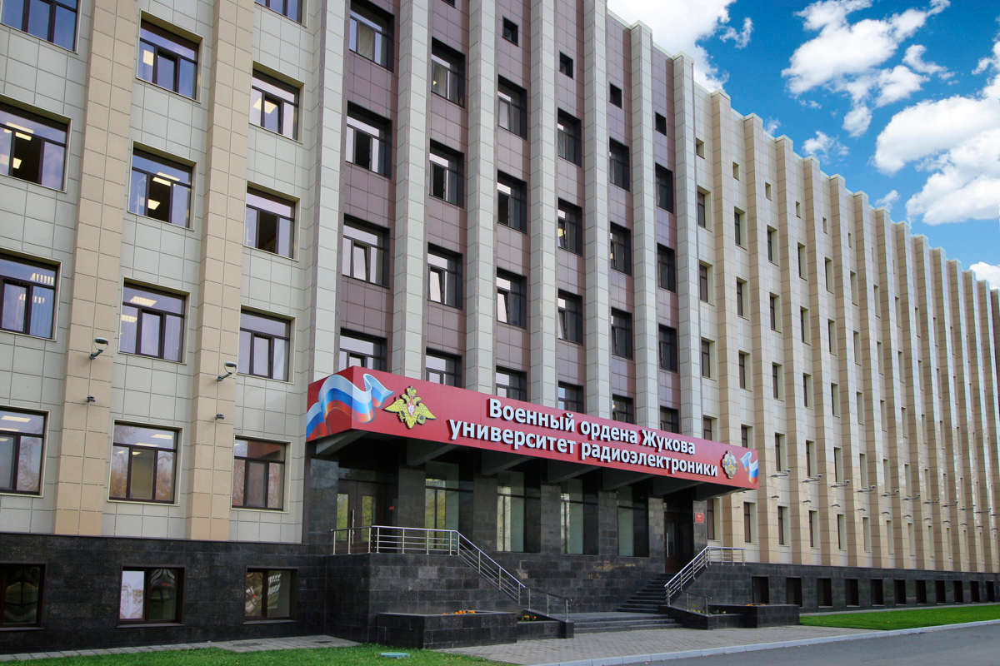 Военный ордена Жукова
университет радиоэлектроники